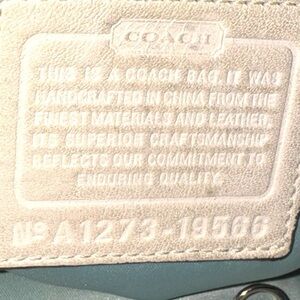 COACH
THIS IS A COACH BAG. IT WAS
HANDCRAFTED IN CHINA FROM THE
FINEST MATERIALS AND LEATHER.
ITS SUPERIOR CRAFTSMANSHIP
REFLECTS OUR COMMITMENT TO
ENDURING QUALITY.
Nº A1273-19566